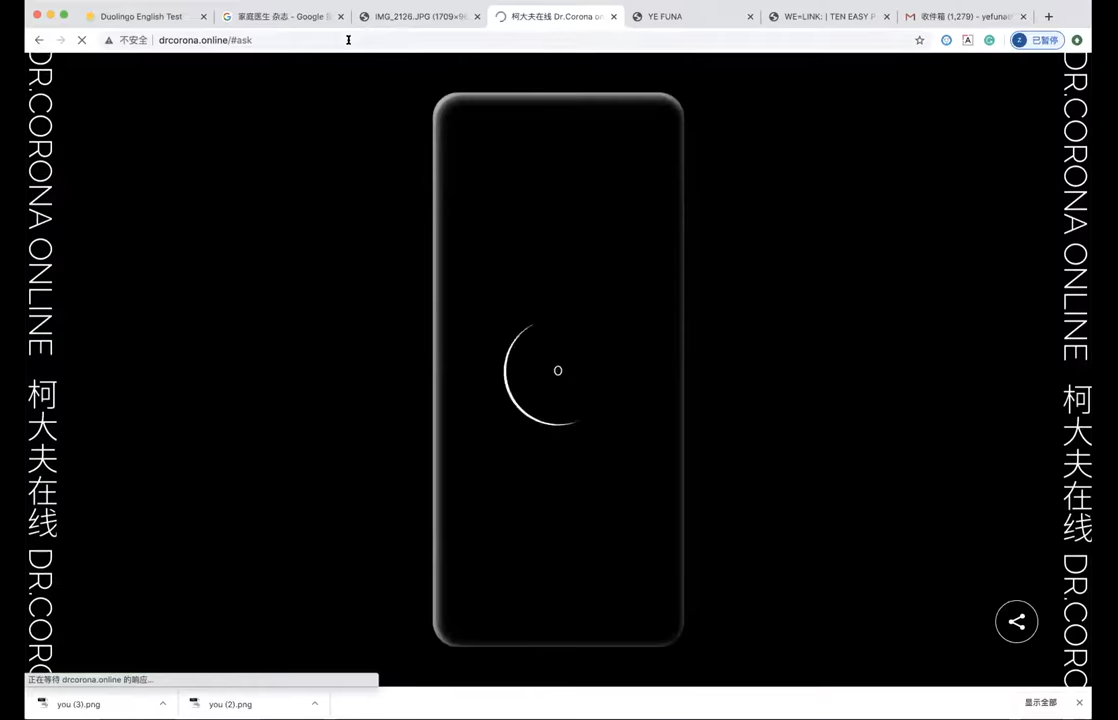 Duolingo English Test
家庭医生 杂志 - Google
IMG_2126.JPG (1709×9
柯大夫在线 Dr.Corona on
YE FUNA
WE=LINK: | TEN EASY P
收件箱 (1,279) - yefuna
不安全 | drcorona.online/#ask
已暂停
DR.CORONA ONLINE 柯大夫在线 DR.CORO
0
DR.CORONA ONLINE 柯大夫在线 DR.CORO
正在等待 drcorona.online 的响应...
you (3).png
you (2).png
显示全部